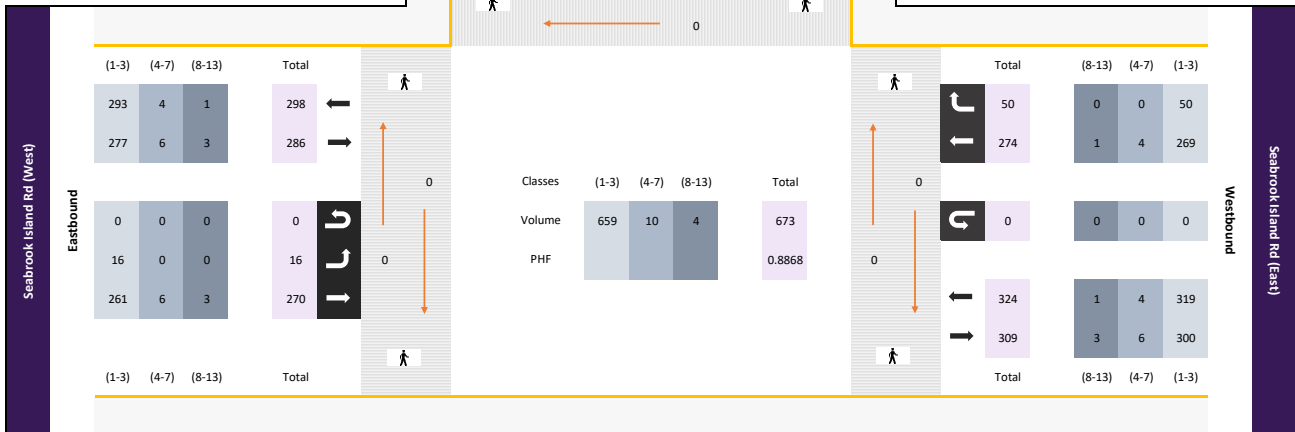 0
(1-3) (4-7) (8-13) Total
293 4 1 298
277 6 3 286
0 0 0 0
16 0 0 16
261 6 3 270
(1-3) (4-7) (8-13) Total
Seabrook Island Rd (West)
Eastbound
0
0
Classes (1-3) (4-7) (8-13) Total
Volume 659 10 4 673
PHF 0.8868
0
0
Total (8-13) (4-7) (1-3)
50 0 0 50
274 1 4 269
0 0 0 0
324 1 4 319
309 3 6 300
Total (8-13) (4-7) (1-3)
Westbound
Seabrook Island Rd (East)